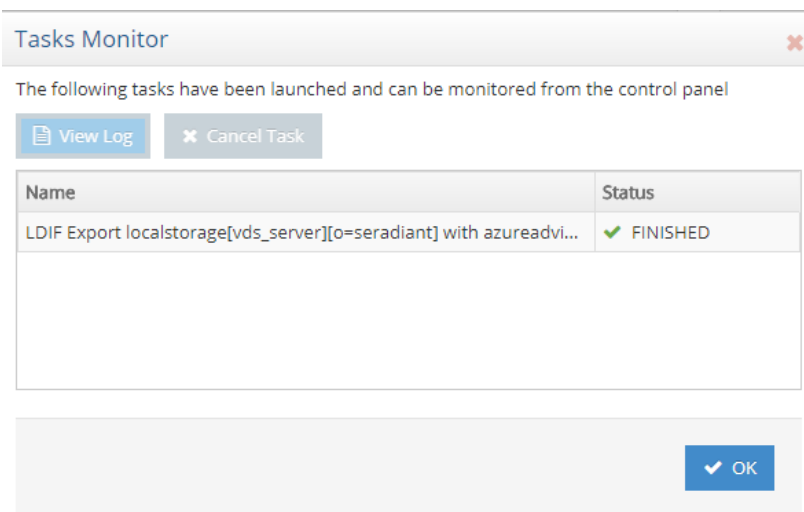 Tasks Monitor
The following tasks have been launched and can be monitored from the control panel
View Log Cancel Task
Name Status
LDIF Export localstorage[vds_server][o=seradiant] with azureadvi... FINISHED
OK